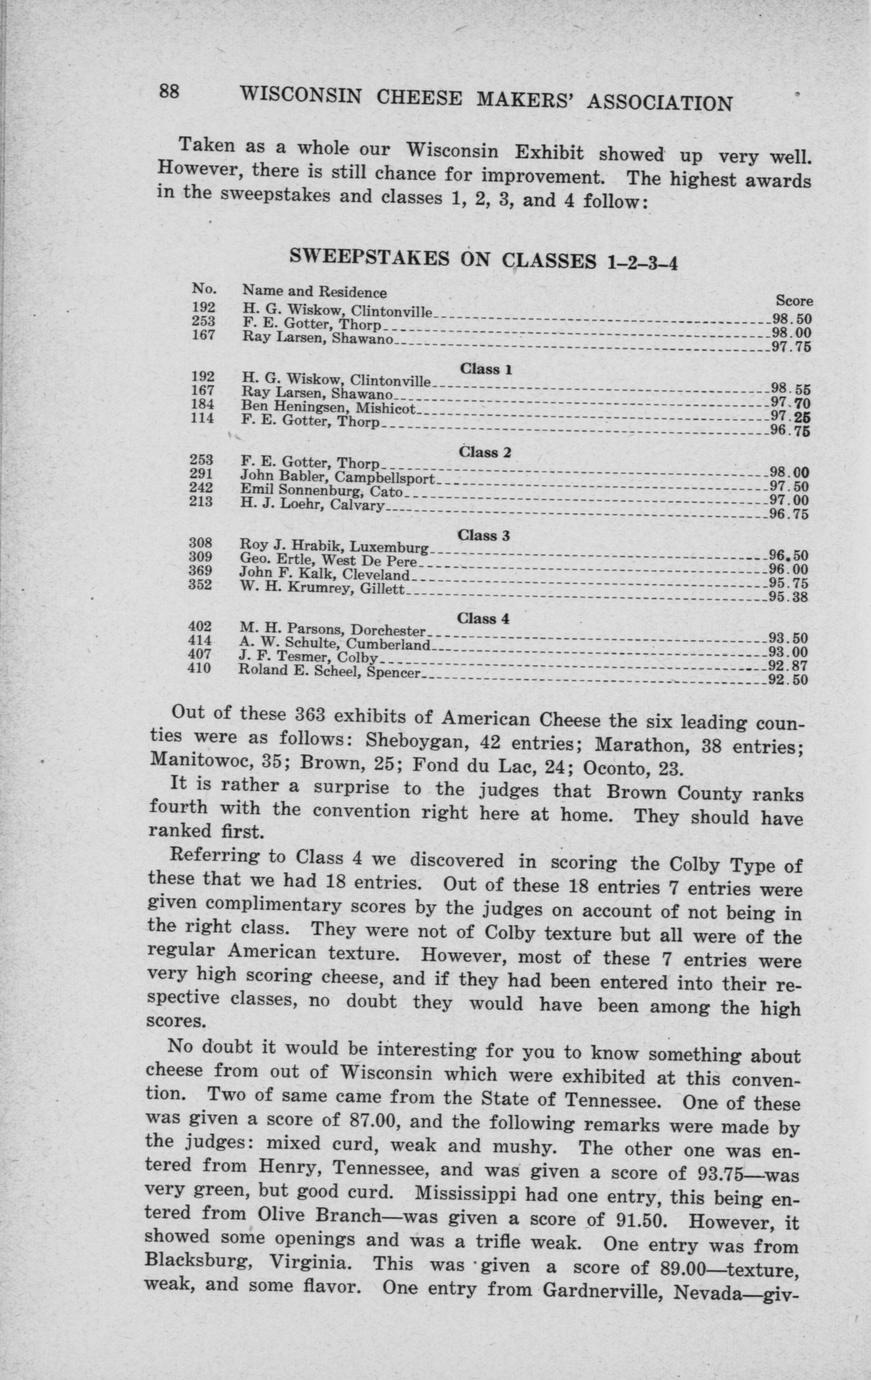 88 WISCONSIN CHEESE MAKERS' ASSOCIATION
Taken as a whole our Wisconsin Exhibit showed up very well.
However, there is still chance for improvement. The highest awards
in the sweepstakes and classes 1, 2, 3, and 4 follow:
SWEEPSTAKES ON CLASSES 1–2–3–4
No. Name and Residence Score
192 H. G. Wiskow, Clintonville 98.50
253 F. E. Gotter, Thorp 98.00
167 Ray Larsen, Shawano 97.75
Class 1
192 H. G. Wiskow, Clintonville 98.55
167 Ray Larsen, Shawano 97.70
184 Ben Heningsen, Mishicot 97.25
114 F. E. Gotter, Thorp 96.75
Class 2
253 F. E. Gotter, Thorp 98.00
291 John Babler, Campbellsport 97.50
242 Emil Sonnenburg, Cato 97.00
213 H. J. Loehr, Calvary 96.75
Class 3
308 Roy J. Hrabik, Luxemburg 96.50
309 Geo. Ertle, West De Pere 96.00
369 John F. Kalk, Cleveland 95.75
352 W. H. Krumrey, Gillett 95.38
Class 4
402 M. H. Parsons, Dorchester 93.50
414 A. W. Schulte, Cumberland 93.00
407 J. F. Tesmer, Colby 92.87
410 Roland E. Scheel, Spencer 92.50
Out of these 363 exhibits of American Cheese the six leading coun-
ties were as follows: Sheboygan, 42 entries; Marathon, 38 entries;
Manitowoc, 35; Brown, 25; Fond du Lac, 24; Oconto, 23.
It is rather a surprise to the judges that Brown County ranks
fourth with the convention right here at home. They should have
ranked first.
Referring to Class 4 we discovered in scoring the Colby Type of
these that we had 18 entries. Out of these 18 entries 7 entries were
given complimentary scores by the judges on account of not being in
the right class. They were not of Colby texture but all were of the
regular American texture. However, most of these 7 entries were
very high scoring cheese, and if they had been entered into their re-
spective classes, no doubt they would have been among the high
scores.
No doubt it would be interesting for you to know something about
cheese from out of Wisconsin which were exhibited at this conven-
tion. Two of same came from the State of Tennessee. One of these
was given a score of 87.00, and the following remarks were made by
the judges: mixed curd, weak and mushy. The other one was en-
tered from Henry, Tennessee, and was given a score of 93.75—was
very green, but good curd. Mississippi had one entry, this being en-
tered from Olive Branch—was given a score of 91.50. However, it
showed some openings and was a trifle weak. One entry was from
Blacksburg, Virginia. This was given a score of 89.00—texture,
weak, and some flavor. One entry from Gardnerville, Nevada—giv-